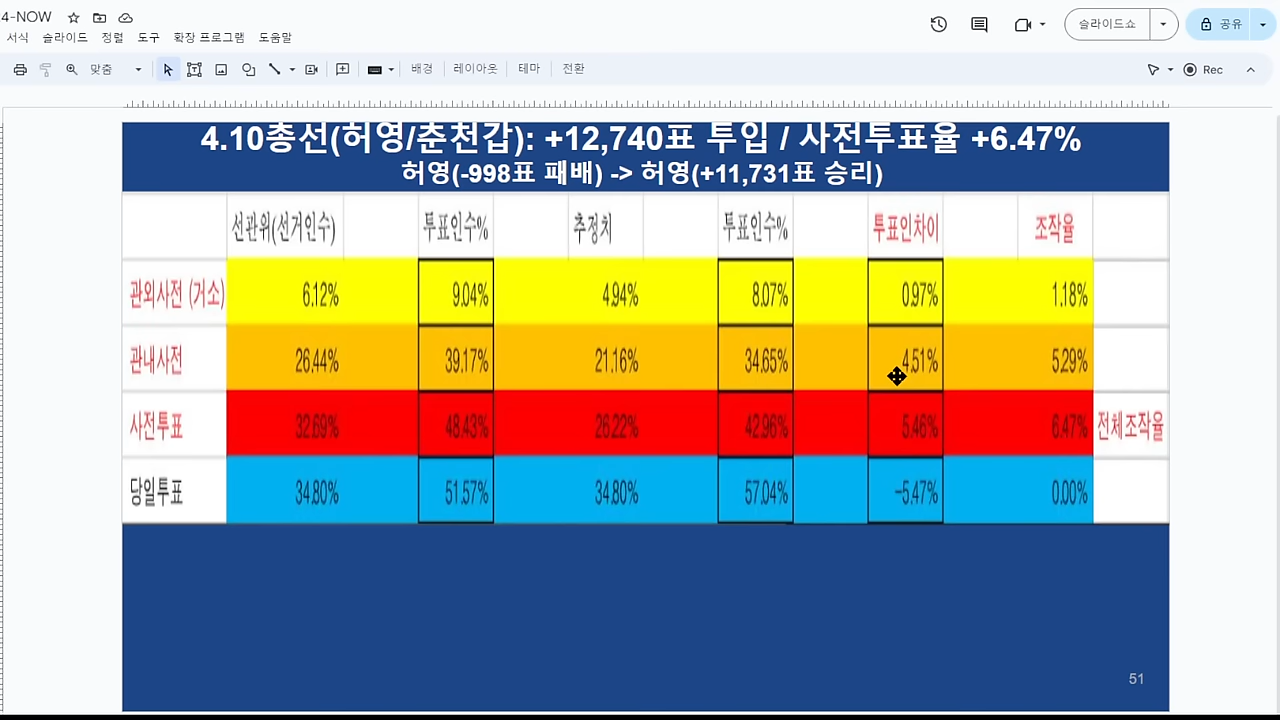 4-NOW
서식 슬라이드 정렬 도구 확장 프로그램 도움말
슬라이드쇼
공유
맞춤
배경
레이아웃
테마
전환
Rec
4.10총선(허영/춘천갑): +12,740표 투입 / 사전투표율 +6.47%
허영(-998표 패배) -> 허영(+11,731표 승리)
선관위(선거인수) 투표인수% 추정치 투표인수% 투표인차이 조작율
관외사전 (거소) 6.12% 9.04% 4.94% 8.07% 0.97% 1.18%
관내사전 26.44% 39.17% 21.16% 34.65% 4.51% 5.29%
사전투표 32.69% 48.43% 26.22% 42.96% 5.46% 6.47% 전체조작율
당일투표 34.80% 51.57% 34.80% 57.04% -5.47% 0.00%
51